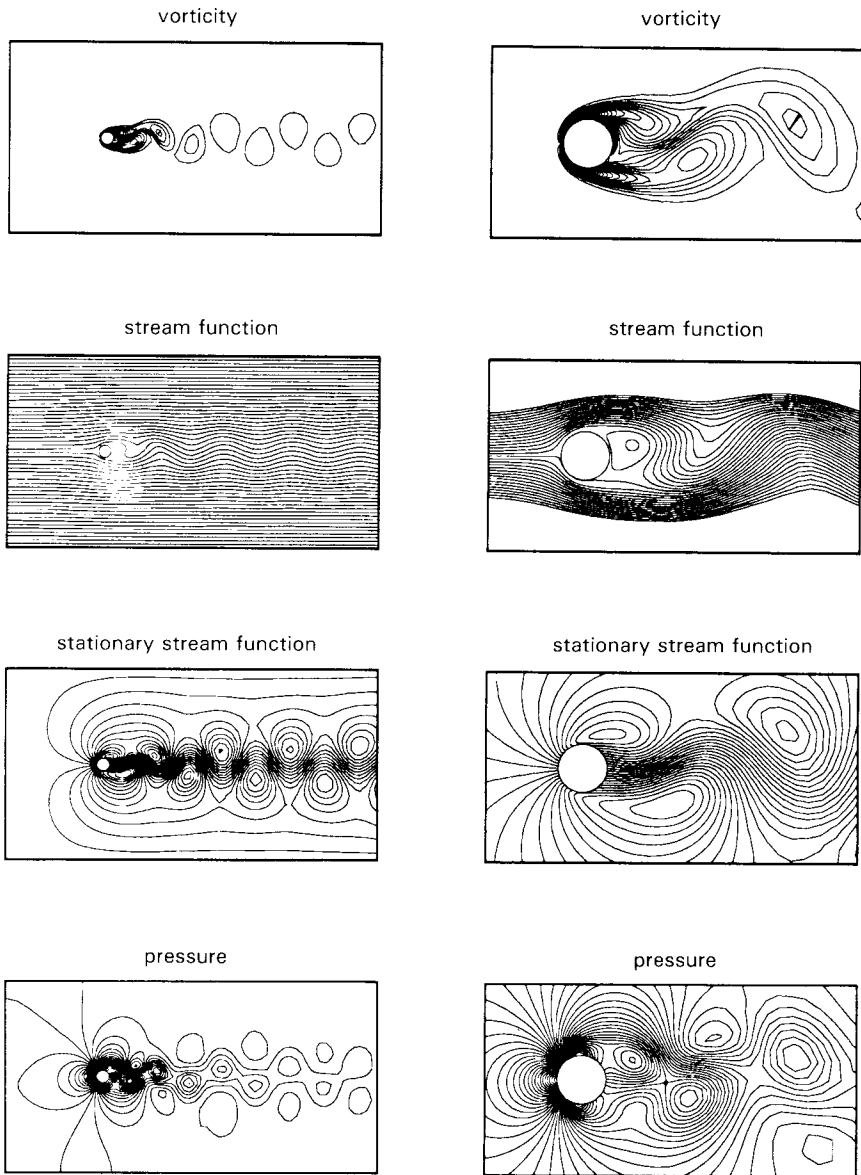 vorticity
vorticity
stream function
stream function
stationary stream function
stationary stream function
pressure
pressure